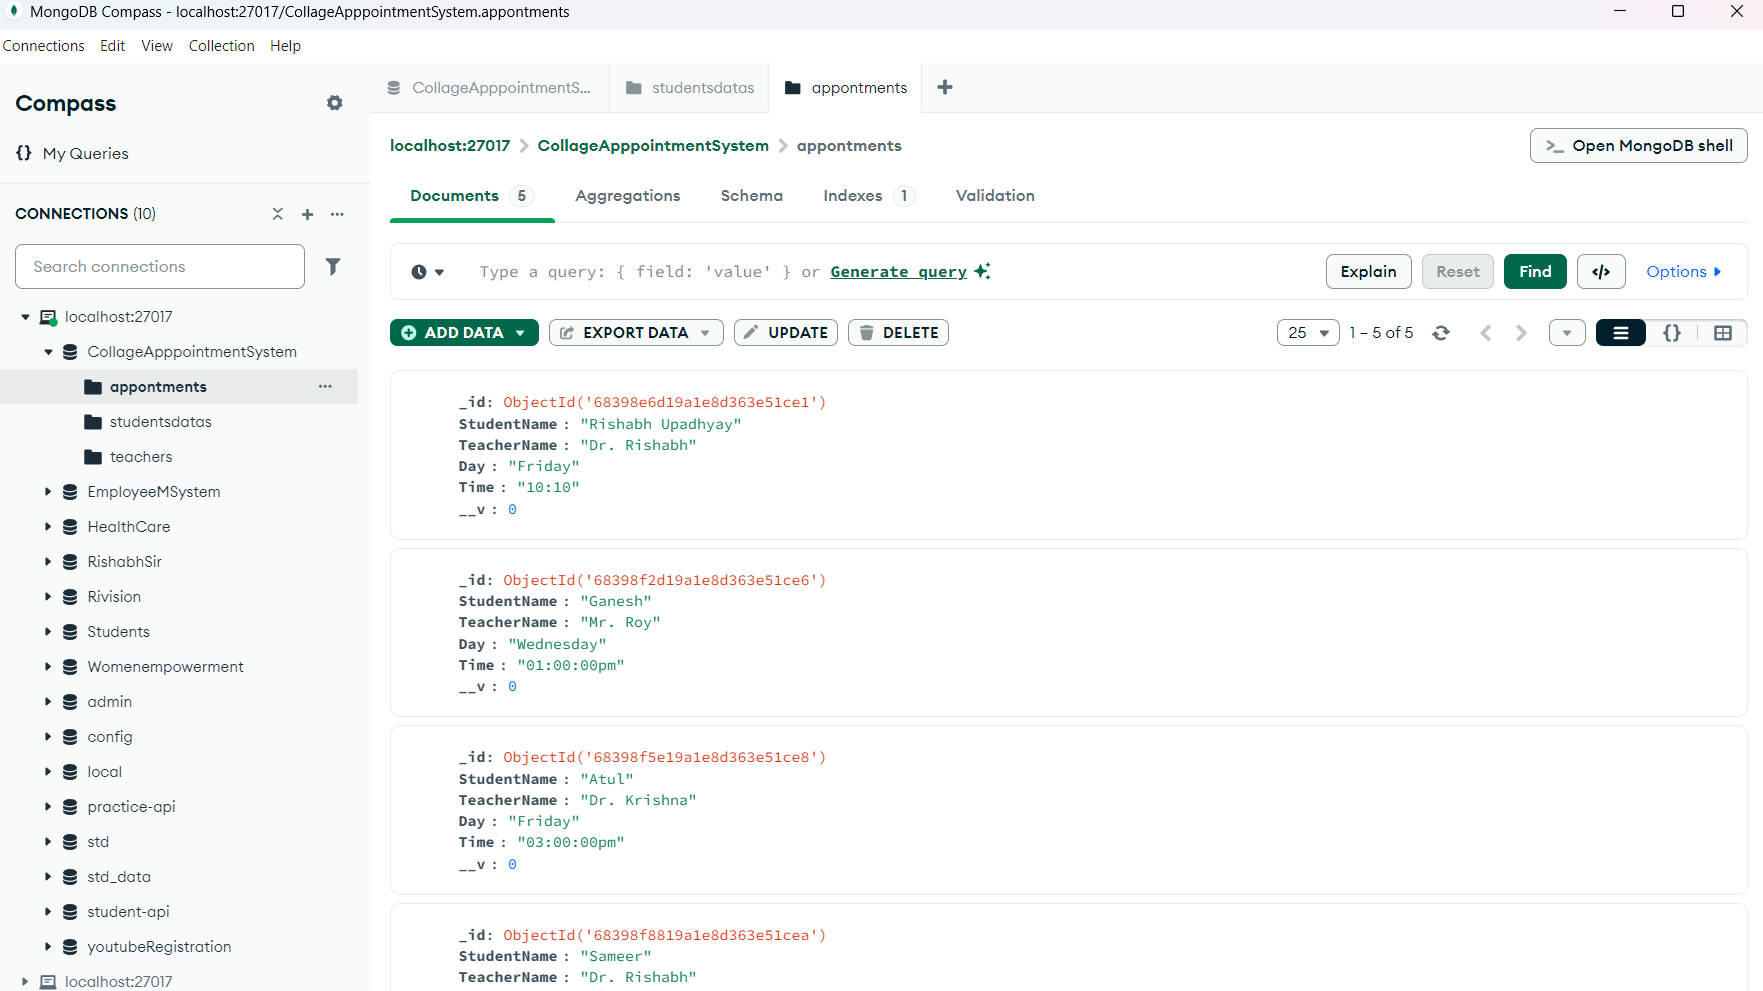 MongoDB Compass - localhost:27017/CollageApppointmentSystem.appontments
Connections Edit View Collection Help
Compass
{} My Queries
CONNECTIONS (10)
Search connections
localhost:27017
CollageApppointmentSystem
appontments
studentsdatas
teachers
EmployeeMSystem
HealthCare
RishabhSir
Rivision
Students
Womenempowerment
admin
config
local
practice-api
std
std_data
student-api
youtubeRegistration
localhost:27017
CollageApppointmentS... studentsdatas appontments
localhost:27017 CollageApppointmentSystem appontments
>_ Open MongoDB shell
Documents 5 Aggregations Schema Indexes 1 Validation
Type a query: { field: 'value' } or Generate query
Explain Reset Find </> Options
ADD DATA EXPORT DATA UPDATE DELETE
25 1 – 5 of 5 {}
_id: ObjectId('68398e6d19a1e8d363e51ce1')
StudentName : "Rishabh Upadhyay"
TeacherName : "Dr. Rishabh"
Day : "Friday"
Time : "10:10"
__v : 0
_id: ObjectId('68398f2d19a1e8d363e51ce6')
StudentName : "Ganesh"
TeacherName : "Mr. Roy"
Day : "Wednesday"
Time : "01:00:00pm"
__v : 0
_id: ObjectId('68398f5e19a1e8d363e51ce8')
StudentName : "Atul"
TeacherName : "Dr. Krishna"
Day : "Friday"
Time : "03:00:00pm"
__v : 0
_id: ObjectId('68398f8819a1e8d363e51cea')
StudentName : "Sameer"
TeacherName : "Dr. Rishabh"